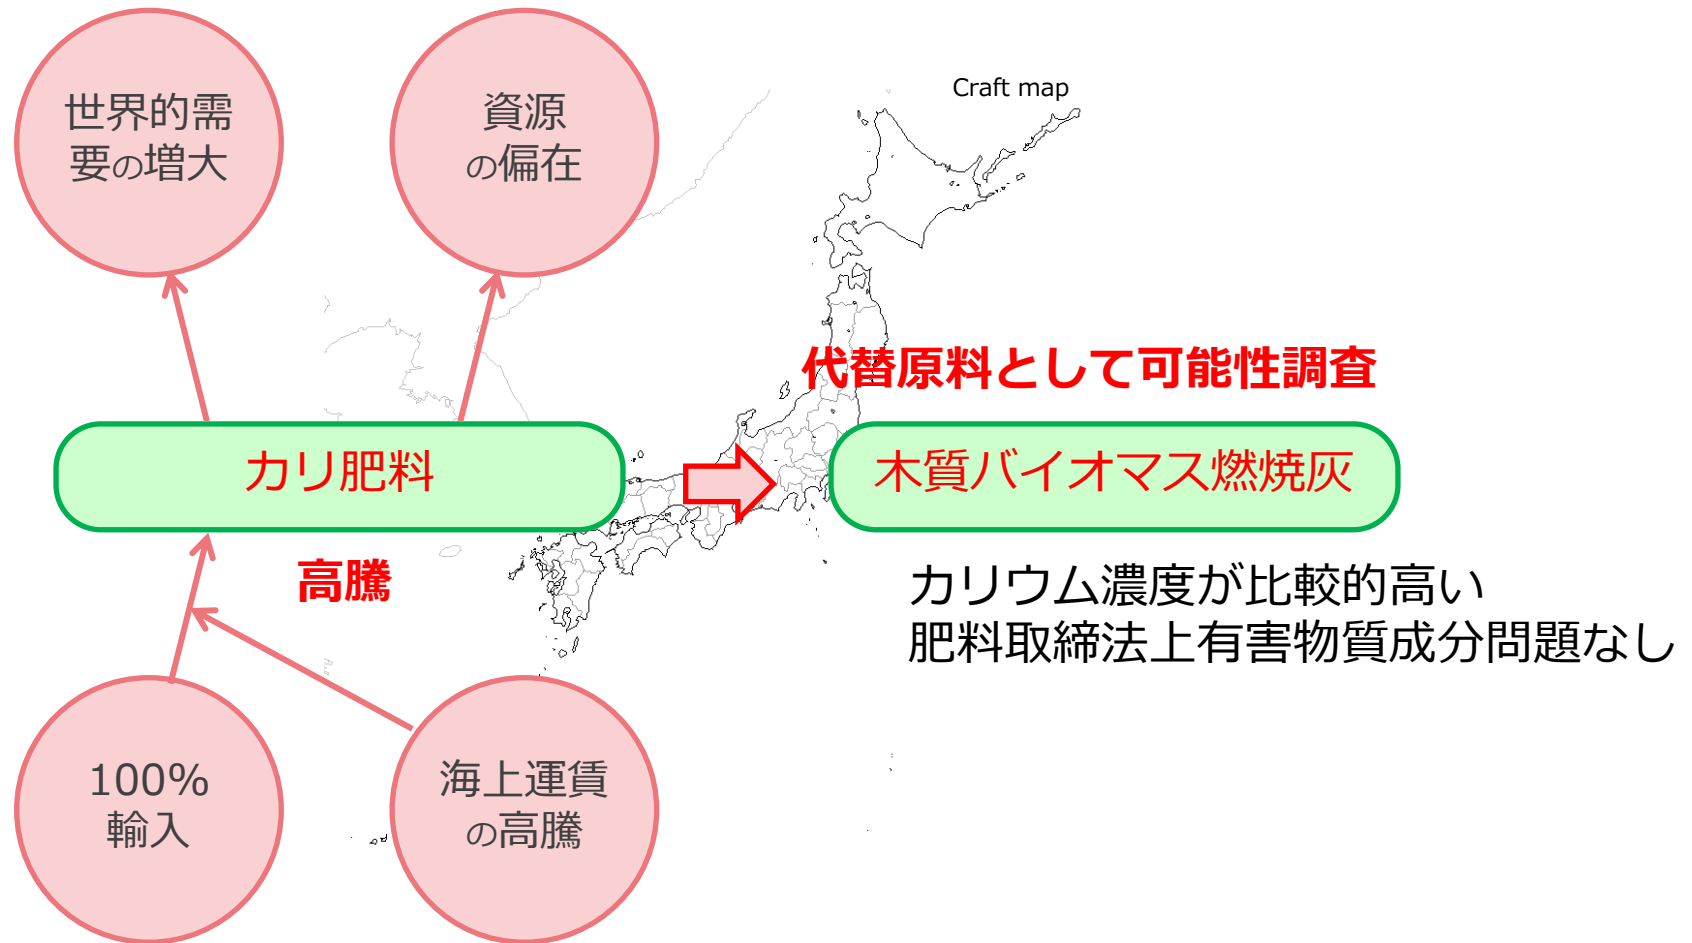 世界的需
要の増大
資源
の偏在
Craft map
代替原料として可能性調査
カリ肥料
木質バイオマス燃焼灰
高騰
カリウム濃度が比較的高い
肥料取締法上有害物質成分問題なし
100%
輸入
海上運賃
の高騰